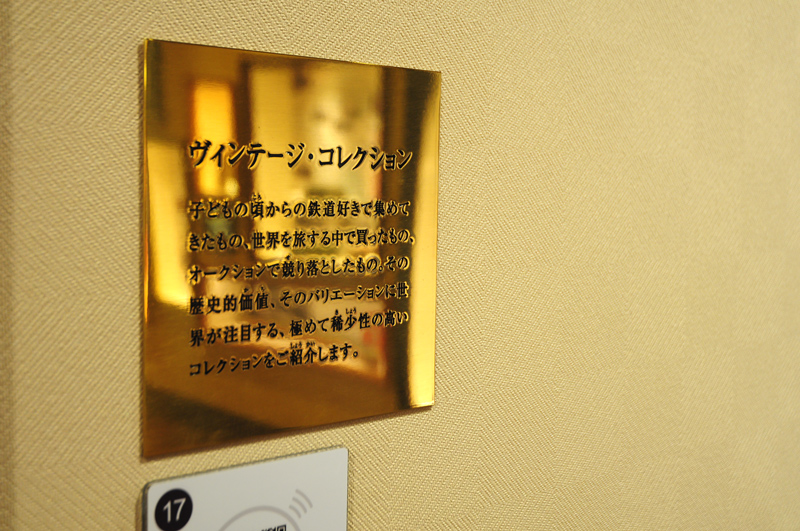 ヴィンテージ・コレクション
子どもの頃からの鉄道好きで集めて
きたもの、世界を旅する中で買ったもの、
オークションで競り落としたもの。その
歴史的価値、そのバリエーションに世
界が注目する、極めて稀少性の高い
コレクションをご紹介します。
17